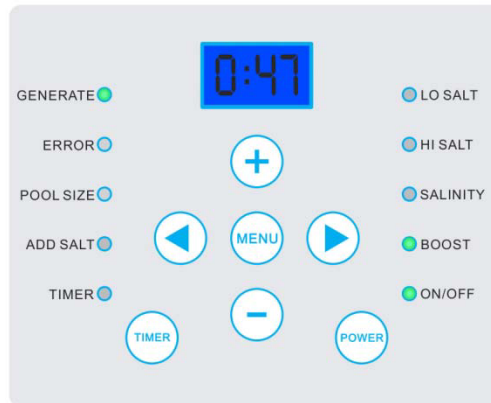 0:47
GENERATE
LO SALT
ERROR
HI SALT
+
POOL SIZE
SALINITY
MENU
ADD SALT
BOOST
TIMER
ON/OFF
−
TIMER
POWER